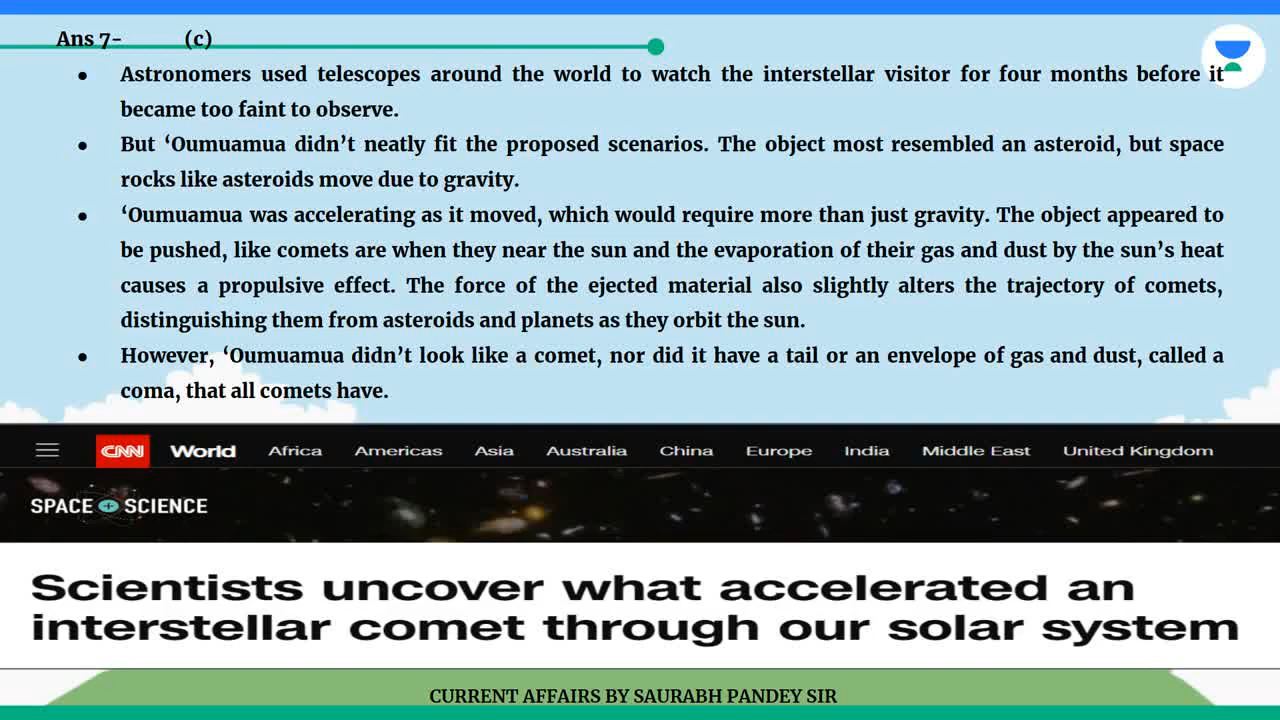 Ans 7- (c)
● Astronomers used telescopes around the world to watch the interstellar visitor for four months before it
became too faint to observe.
● But ‘Oumuamua didn’t neatly fit the proposed scenarios. The object most resembled an asteroid, but space
rocks like asteroids move due to gravity.
● ‘Oumuamua was accelerating as it moved, which would require more than just gravity. The object appeared to
be pushed, like comets are when they near the sun and the evaporation of their gas and dust by the sun’s heat
causes a propulsive effect. The force of the ejected material also slightly alters the trajectory of comets,
distinguishing them from asteroids and planets as they orbit the sun.
● However, ‘Oumuamua didn’t look like a comet, nor did it have a tail or an envelope of gas and dust, called a
coma, that all comets have.
CNN World Africa Americas Asia Australia China Europe India Middle East United Kingdom
SPACE + SCIENCE
Scientists uncover what accelerated an
interstellar comet through our solar system
CURRENT AFFAIRS BY SAURABH PANDEY SIR